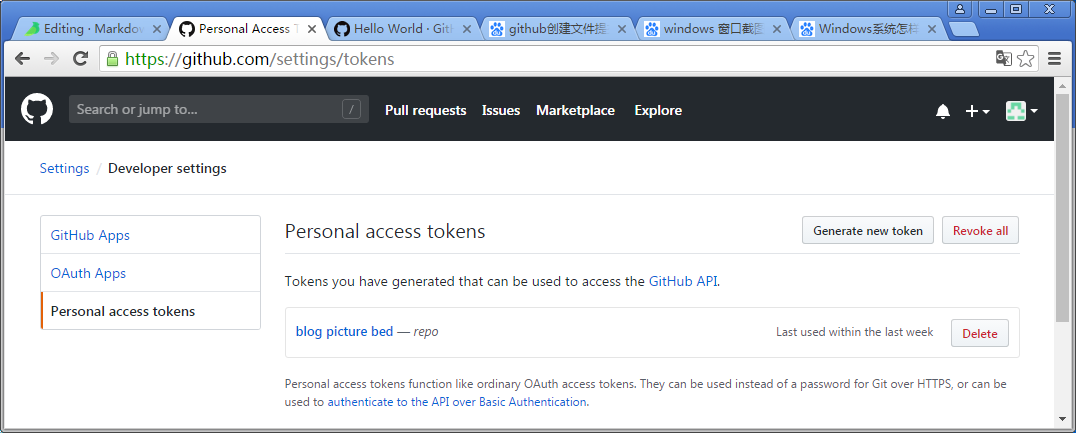 Editing · Markdow
Personal Access T
Hello World · GitH
github创建文件提
windows 窗口截图
Windows系统怎样
https://github.com/settings/tokens
Search or jump to...
/
Pull requests
Issues
Marketplace
Explore
Settings / Developer settings
GitHub Apps
OAuth Apps
Personal access tokens
Personal access tokens
Generate new token
Revoke all
Tokens you have generated that can be used to access the GitHub API.
blog picture bed — repo
Last used within the last week
Delete
Personal access tokens function like ordinary OAuth access tokens. They can be used instead of a password for Git over HTTPS, or can be
used to authenticate to the API over Basic Authentication.